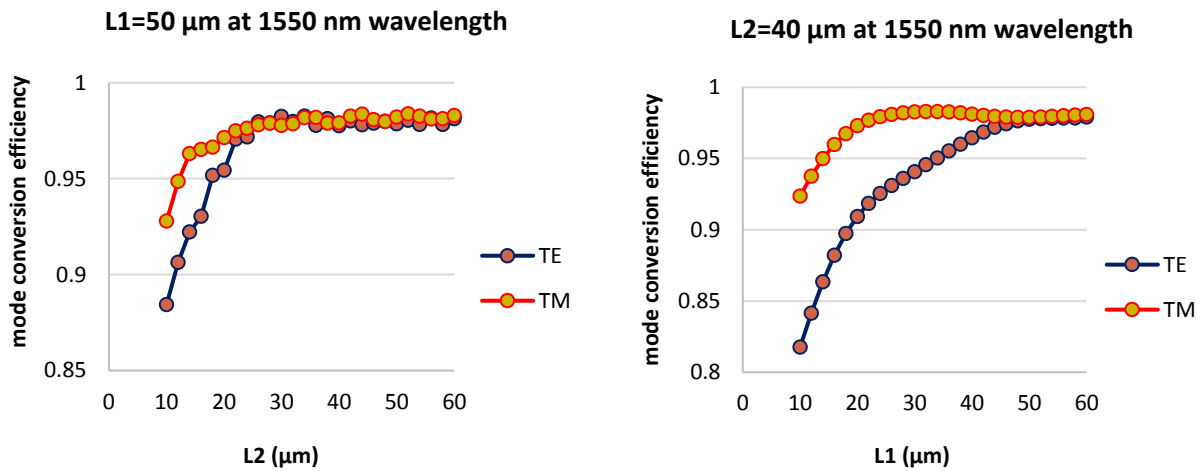 L1=50 µm at 1550 nm wavelength
mode conversion efficiency
1
0.95
0.9
0.85
0 10 20 30 40 50 60
L2 (µm)
TE
TM
L2=40 µm at 1550 nm wavelength
mode conversion efficiency
1
0.95
0.9
0.85
0.8
0 10 20 30 40 50 60
L1 (µm)
TE
TM